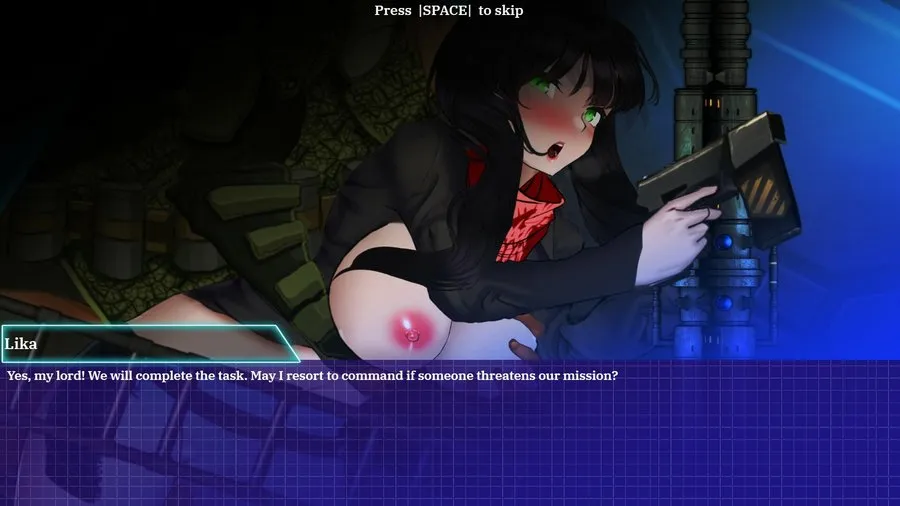 Press |SPACE| to skip
Lika
Yes, my lord! We will complete the task. May I resort to command if someone threatens our mission?